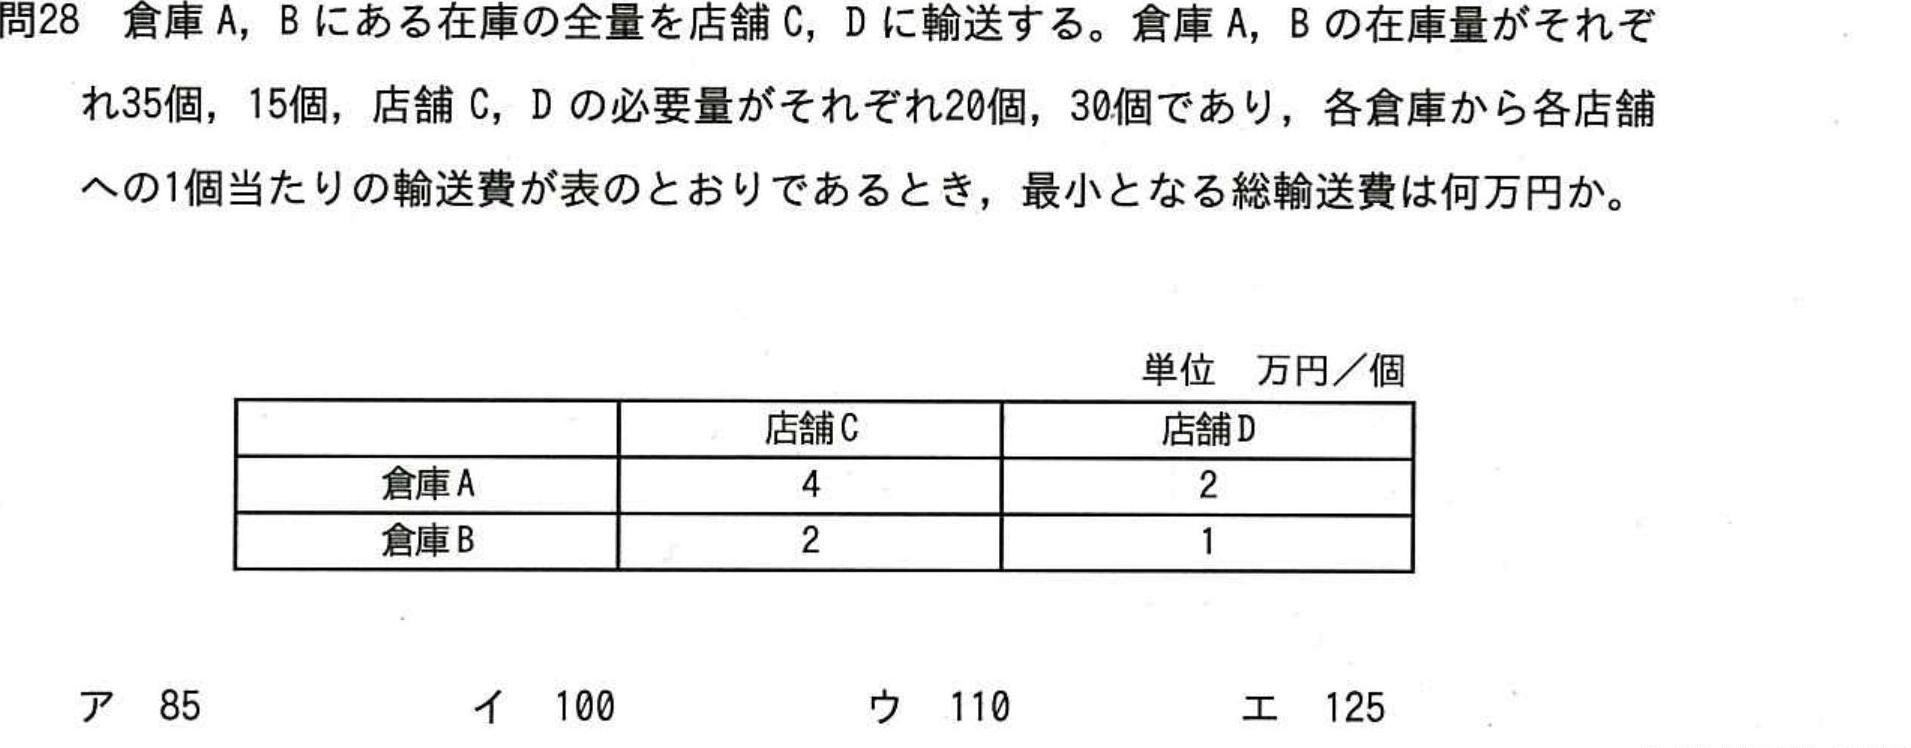 問28　倉庫 A，B にある在庫の全量を店舗 C，D に輸送する。倉庫 A，B の在庫量がそれぞ
れ35個，15個，店舗 C，D の必要量がそれぞれ20個，30個であり，各倉庫から各店舗
への1個当たりの輸送費が表のとおりであるとき，最小となる総輸送費は何万円か。
単位　万円／個
店舗C　店舗D
倉庫A　4　2
倉庫B　2　1
ア　85　イ　100　ウ　110　エ　125